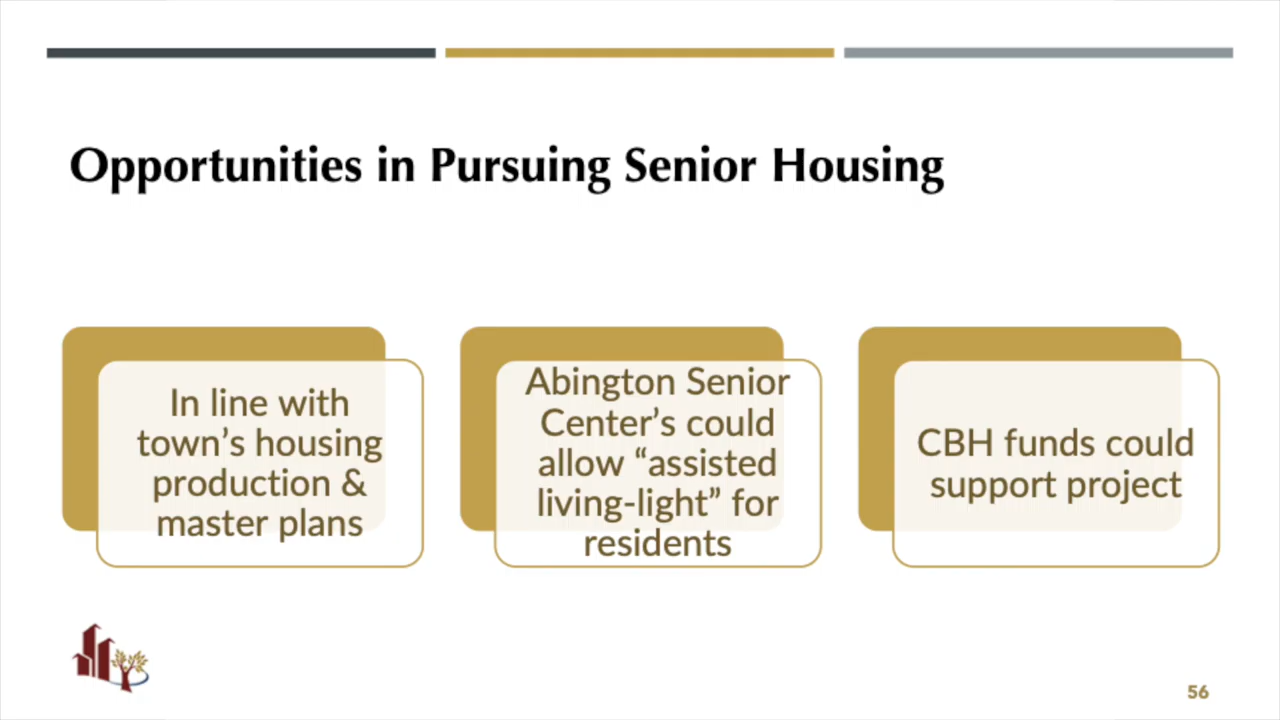 Opportunities in Pursuing Senior Housing
In line with
town’s housing
production &
master plans
Abington Senior
Center’s could
allow “assisted
living-light” for
residents
CBH funds could
support project
56